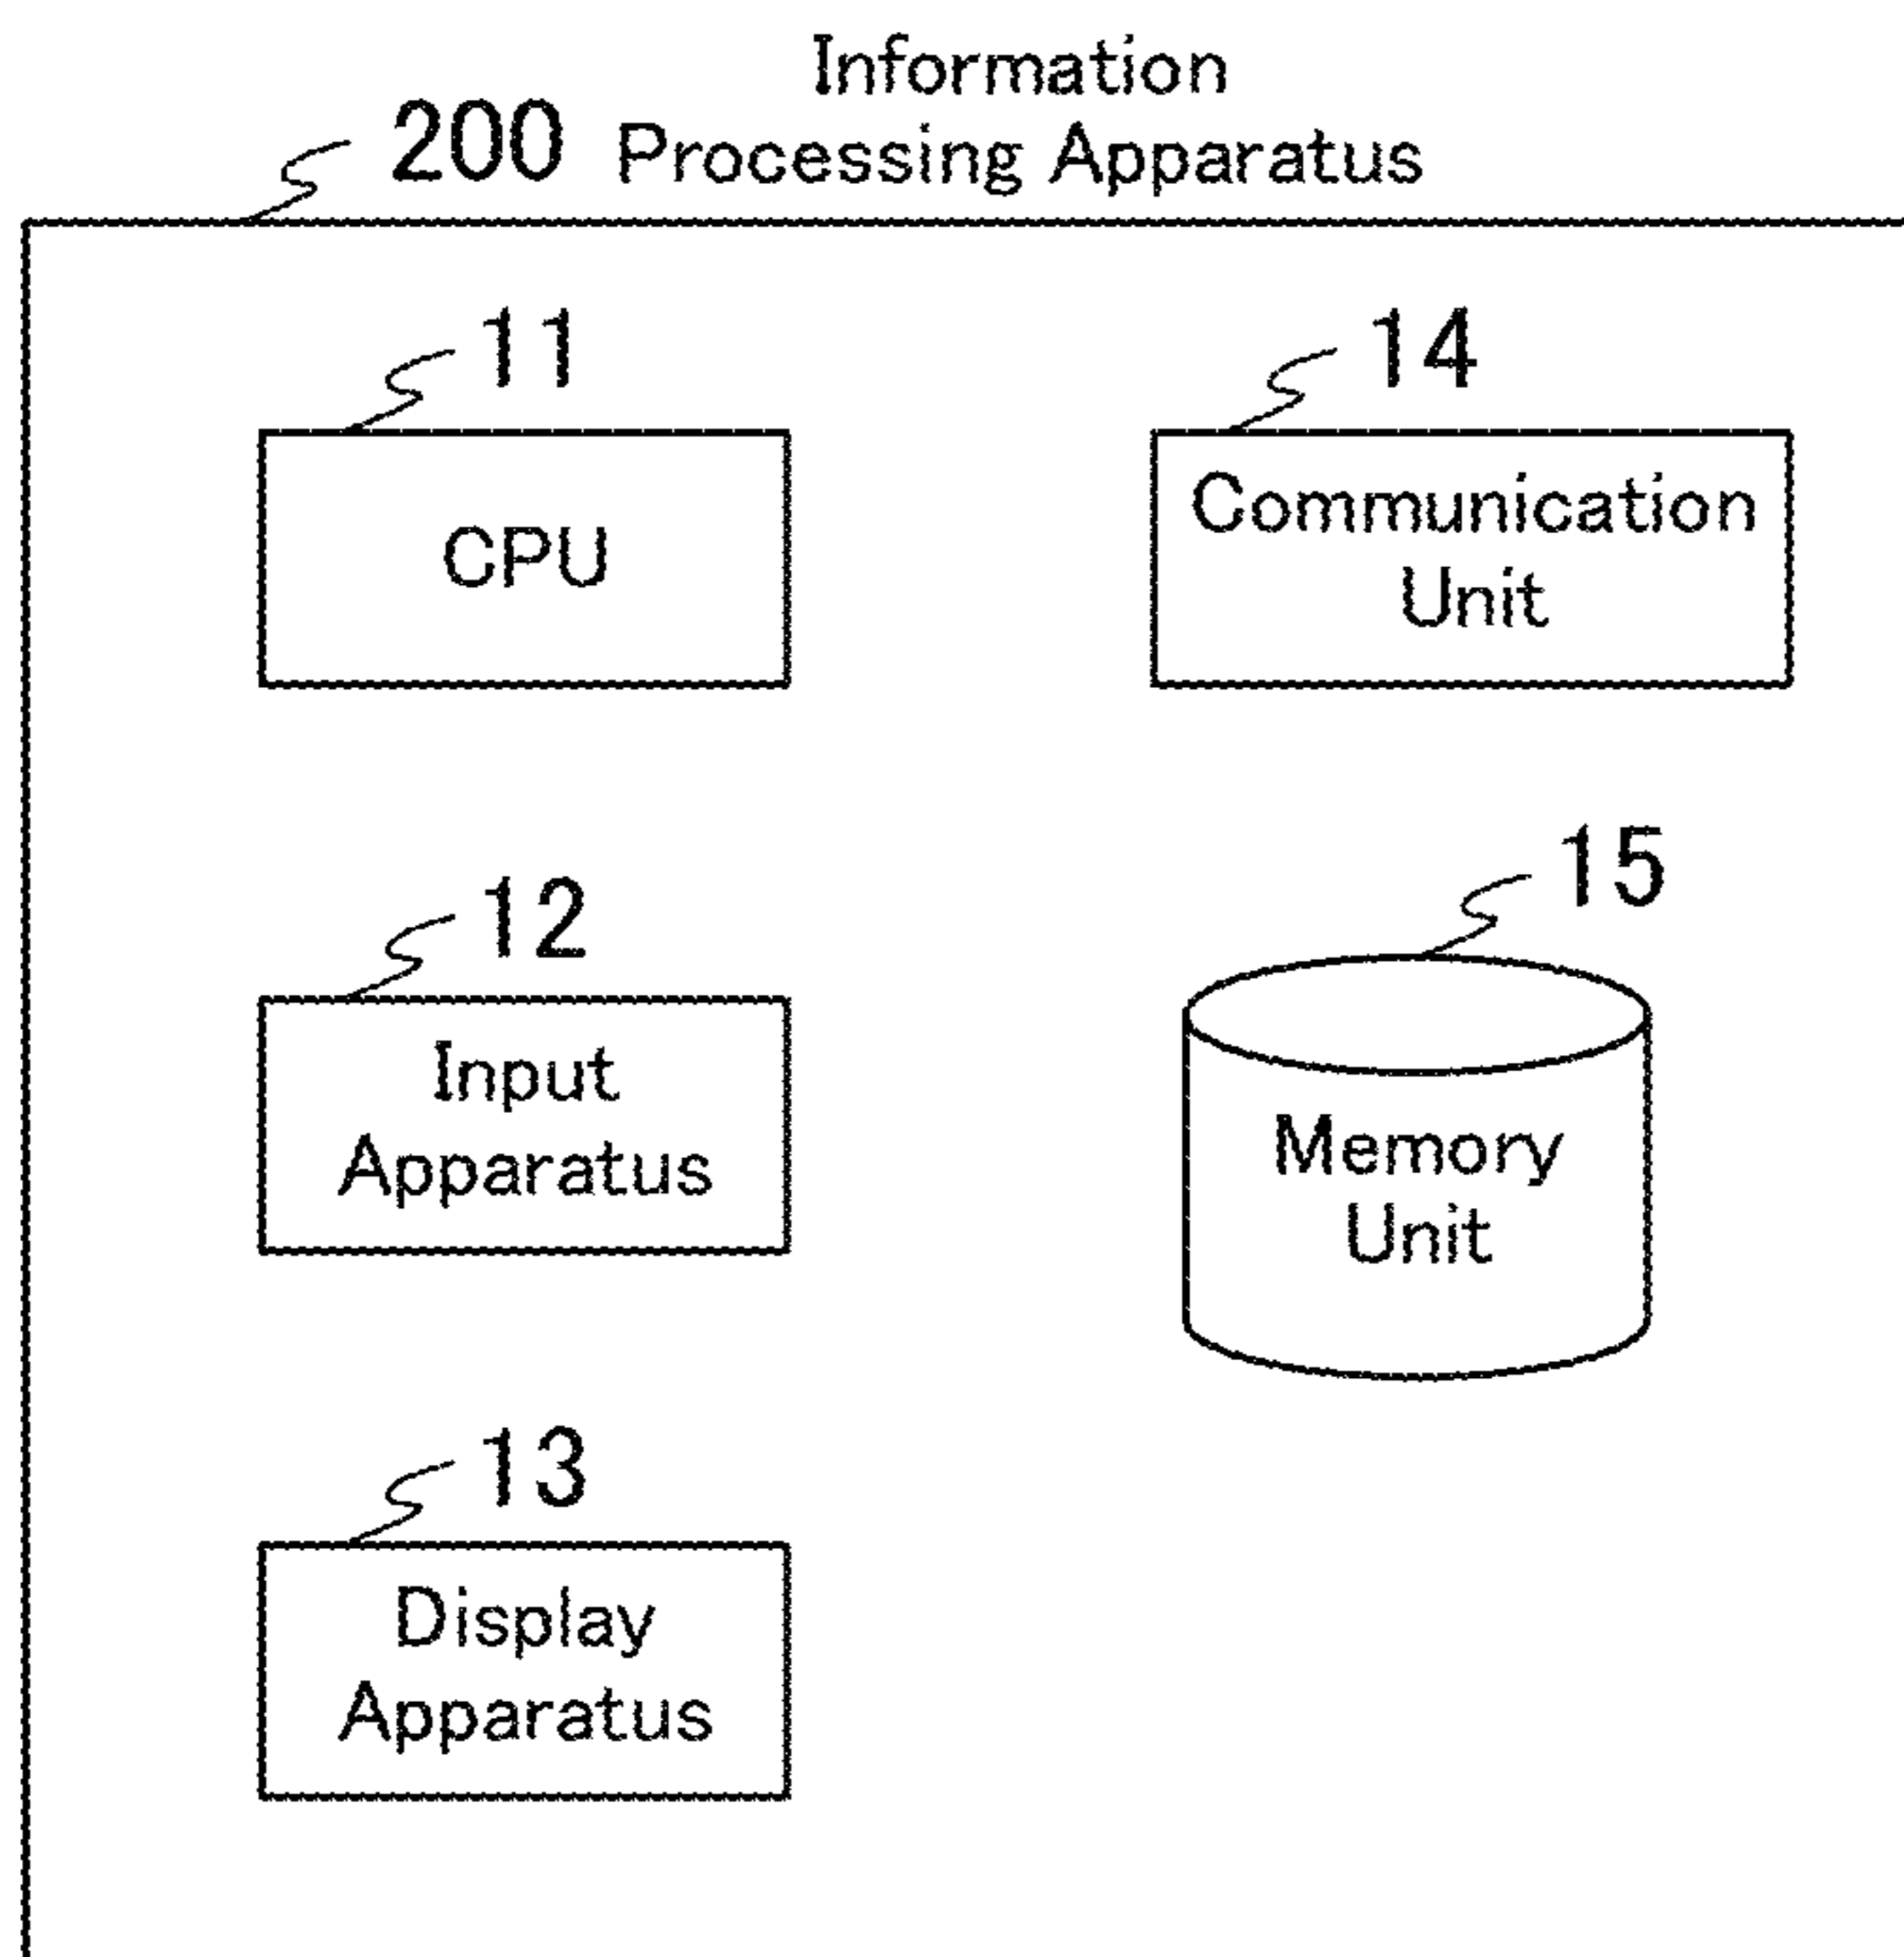 Information
200 Processing Apparatus
11
CPU
14
Communication
Unit
12
Input
Apparatus
15
Memory
Unit
13
Display
Apparatus